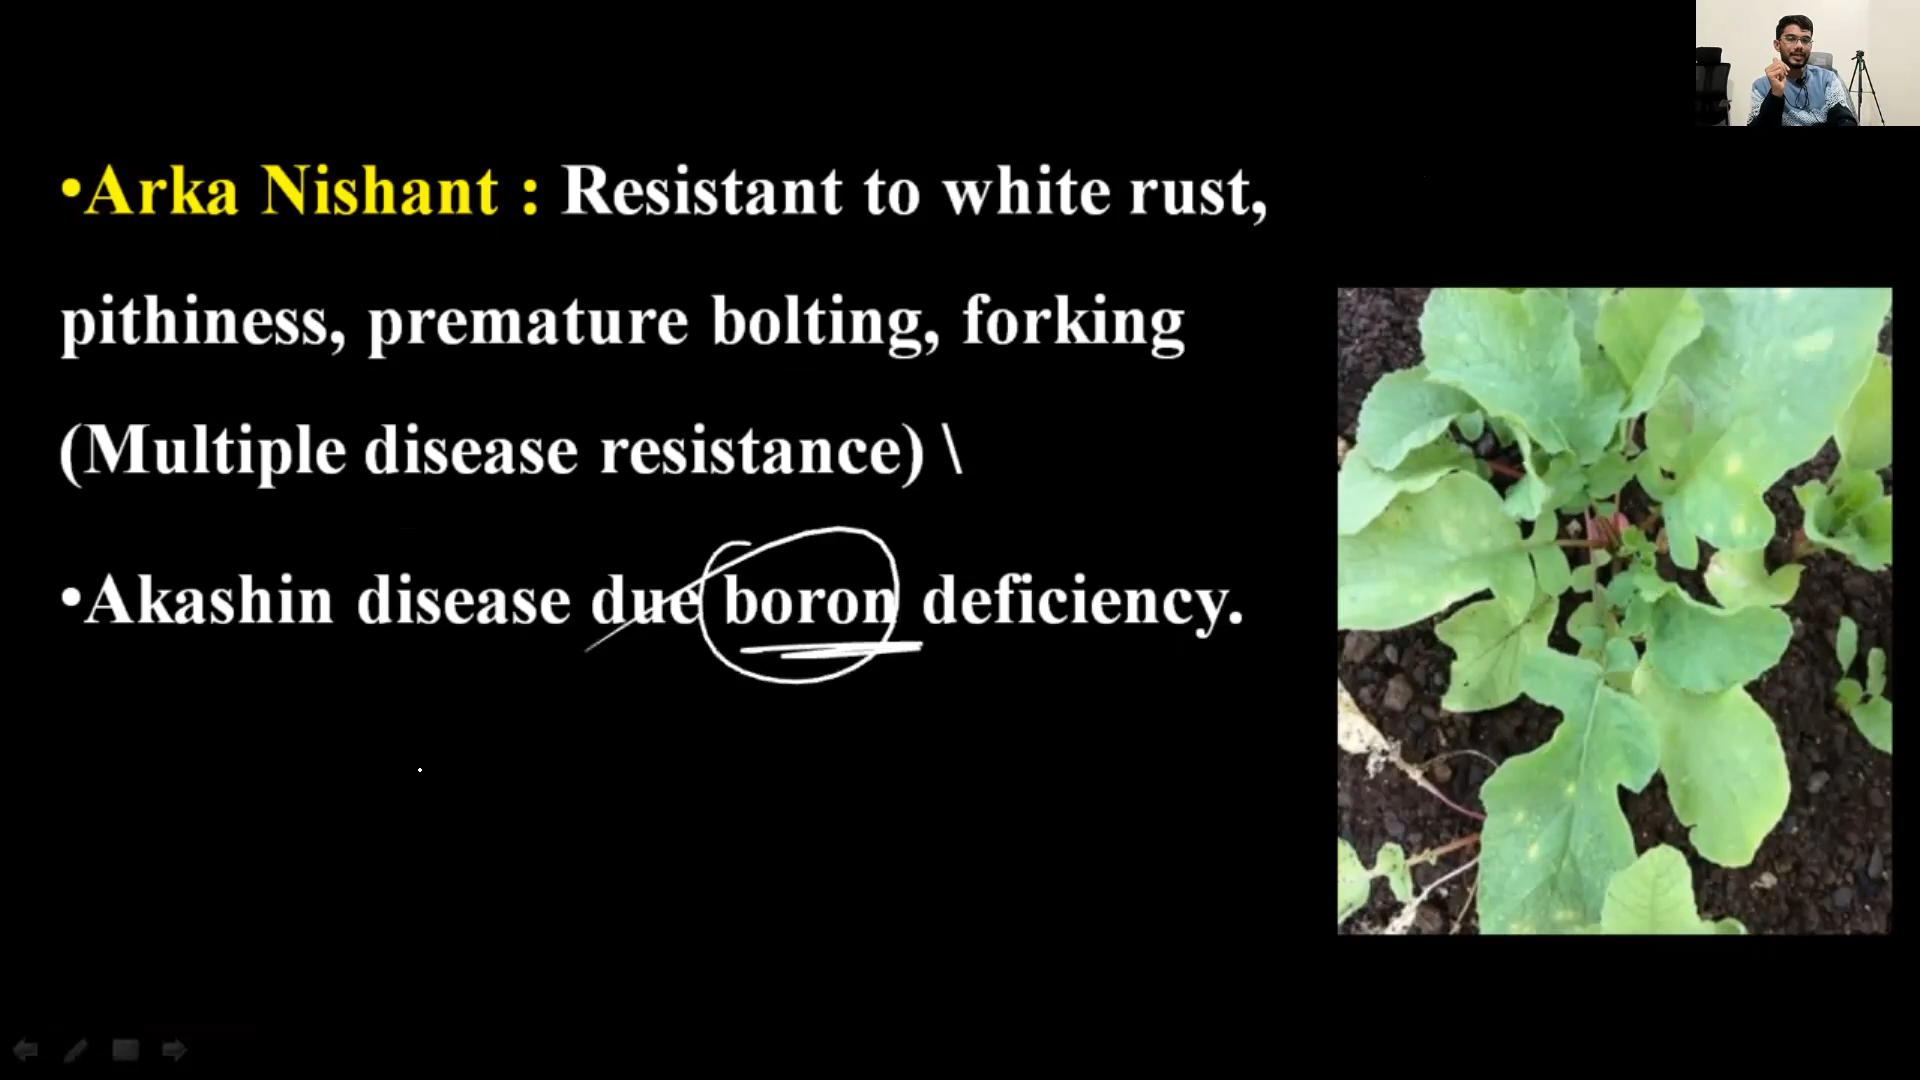 •Arka Nishant : Resistant to white rust,
pithiness, premature bolting, forking
(Multiple disease resistance) \
•Akashin disease due boron deficiency.